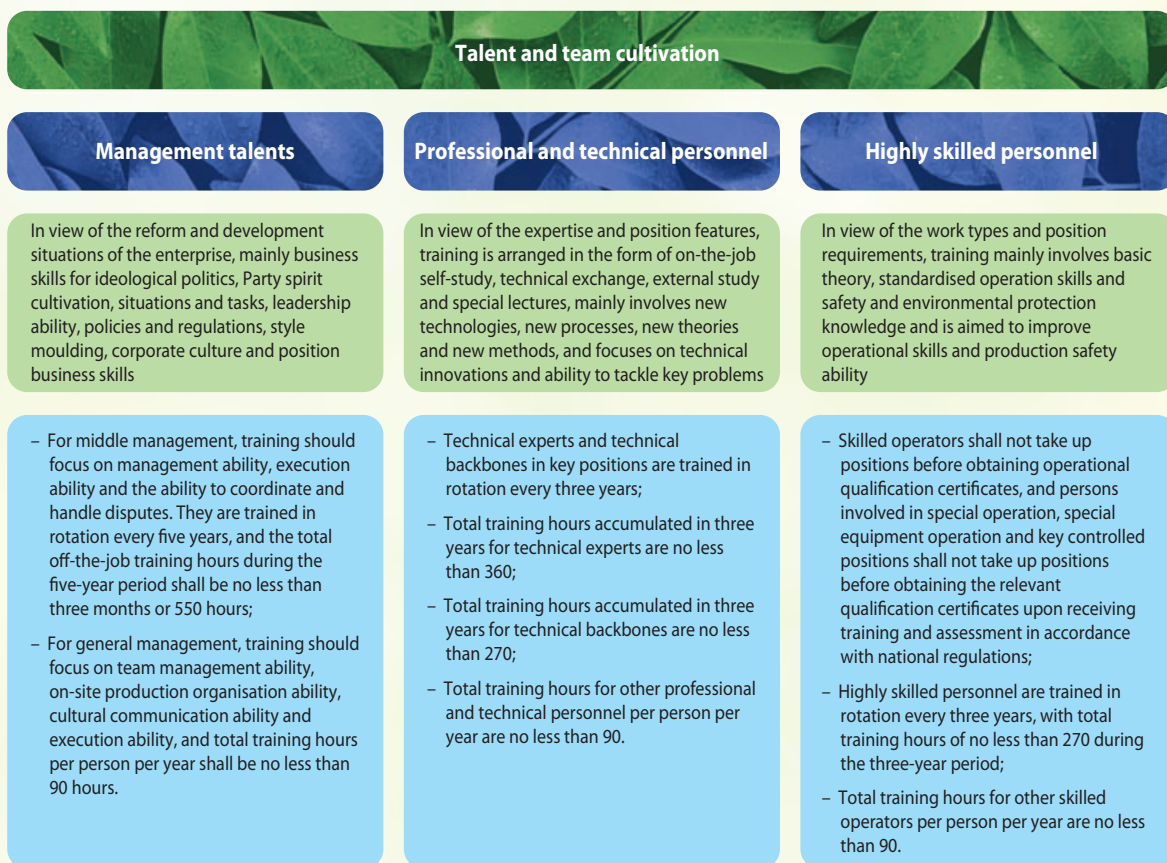 Talent and team cultivation
Management talents
In view of the reform and development
situations of the enterprise, mainly business
skills for ideological politics, Party spirit
cultivation, situations and tasks, leadership
ability, policies and regulations, style
moulding, corporate culture and position
business skills
– For middle management, training should
focus on management ability, execution
ability and the ability to coordinate and
handle disputes. They are trained in
rotation every five years, and the total
off-the-job training hours during the
five-year period shall be no less than
three months or 550 hours;
– For general management, training should
focus on team management ability,
on-site production organisation ability,
cultural communication ability and
execution ability, and total training hours
per person per year shall be no less than
90 hours.
Professional and technical personnel
In view of the expertise and position features,
training is arranged in the form of on-the-job
self-study, technical exchange, external study
and special lectures, mainly involves new
technologies, new processes, new theories
and new methods, and focuses on technical
innovations and ability to tackle key problems
– Technical experts and technical
backbones in key positions are trained in
rotation every three years;
– Total training hours accumulated in three
years for technical experts are no less
than 360;
– Total training hours accumulated in three
years for technical backbones are no less
than 270;
– Total training hours for other professional
and technical personnel per person per
year are no less than 90.
Highly skilled personnel
In view of the work types and position
requirements, training mainly involves basic
theory, standardised operation skills and
safety and environmental protection
knowledge and is aimed to improve
operational skills and production safety
ability
– Skilled operators shall not take up
positions before obtaining operational
qualification certificates, and persons
involved in special operation, special
equipment operation and key controlled
positions shall not take up positions
before obtaining the relevant
qualification certificates upon receiving
training and assessment in accordance
with national regulations;
– Highly skilled personnel are trained in
rotation every three years, with total
training hours of no less than 270 during
the three-year period;
– Total training hours for other skilled
operators per person per year are no less
than 90.